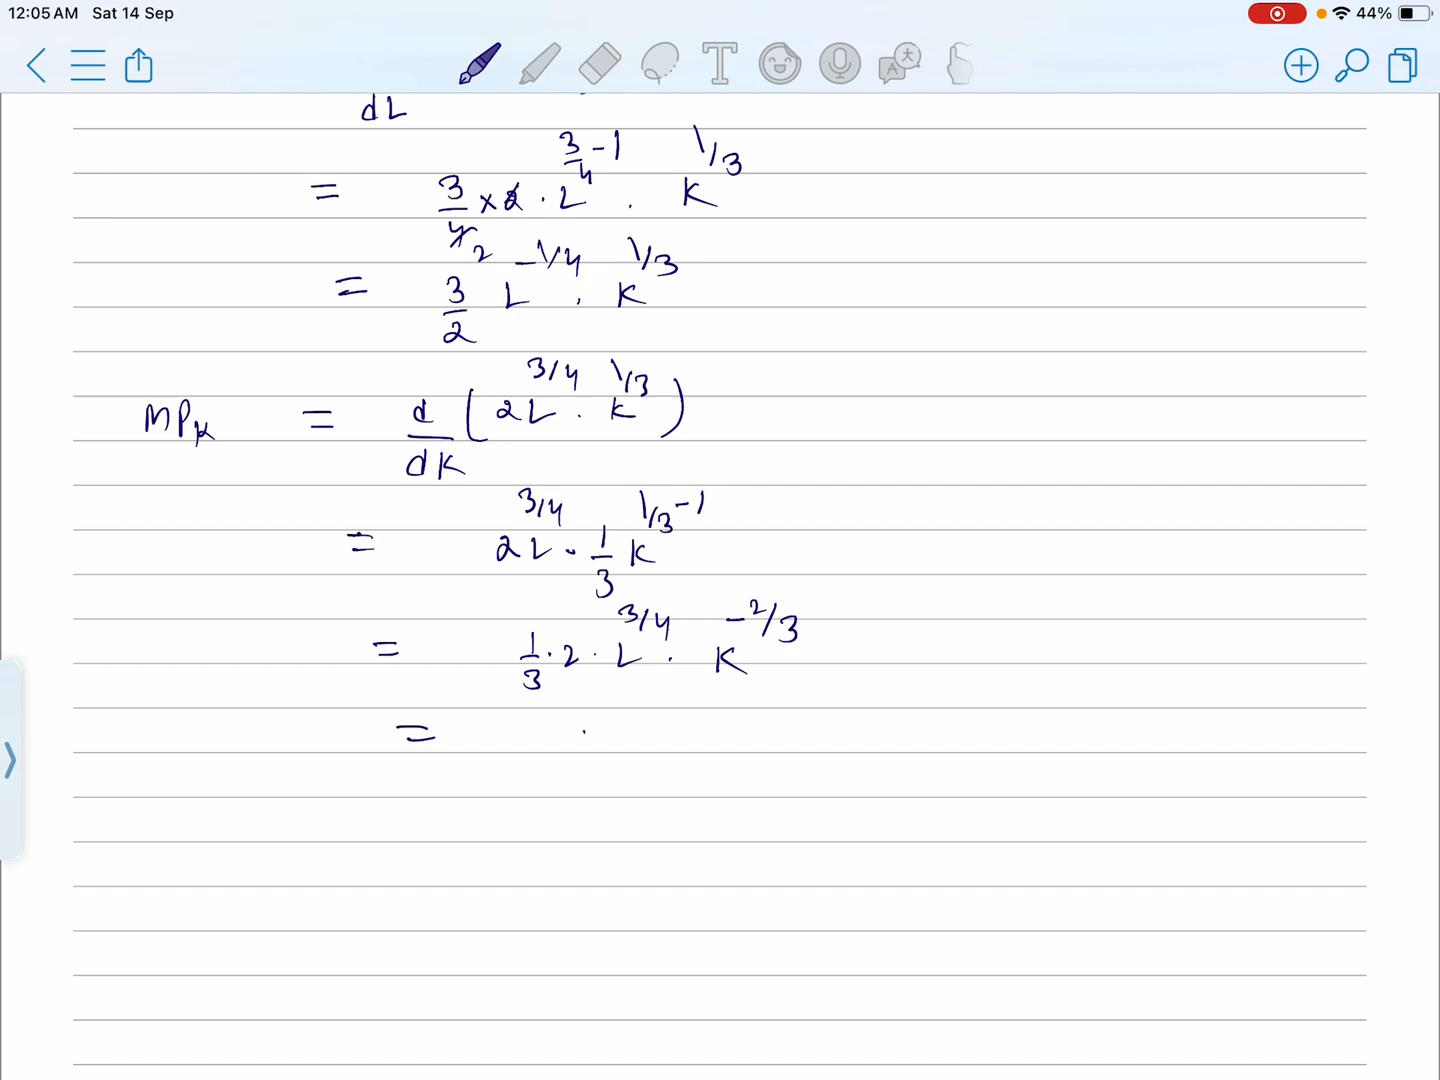 12:05 AM Sat 14 Sep 44%
dL
= 3/4 × 2 · L^(3/4 - 1) · K^(1/3)
2
= 3/2 L^(-1/4) · K^(1/3)
MP_K = d/dK (2L^(3/4) · K^(1/3))
= 2L^(3/4) · 1/3 K^(1/3 - 1)
= 1/3 · 2 · L^(3/4) · K^(-2/3)
=